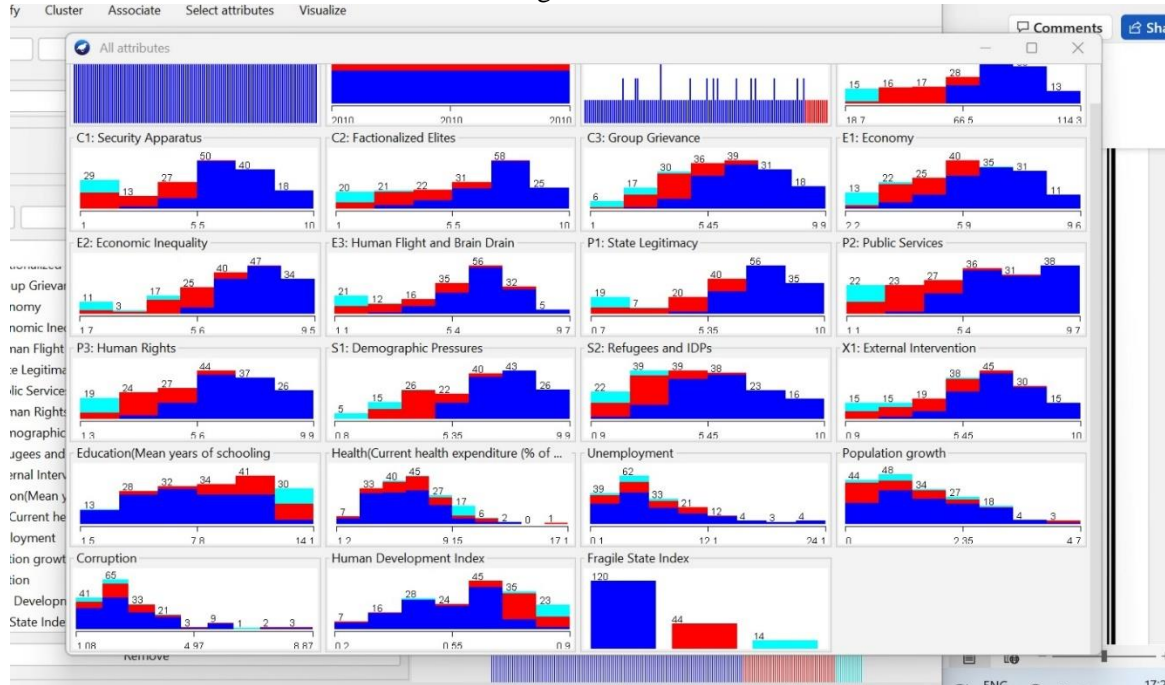 fy Cluster Associate Select attributes Visualize
Comments Sha
All attributes
15 16 17 28 13
2010 2010 2010 18.7 66.5 114.3
C1: Security Apparatus C2: Factionalized Elites C3: Group Grievance E1: Economy
29 13 27 50 40 18
20 21 22 31 58 25
6 17 30 36 39 31 18
13 22 25 40 35 31 11
1 5.5 10 1 5.5 10 1 5.45 9.9 2.2 5.9 9.6
E2: Economic Inequality E3: Human Flight and Brain Drain P1: State Legitimacy P2: Public Services
11 3 17 25 40 47 34
21 12 16 35 56 32 5
19 7 20 40 56 35
22 23 27 36 31 38
1.7 5.6 9.5 1.1 5.4 9.7 0.7 5.35 10 1.1 5.4 9.7
P3: Human Rights S1: Demographic Pressures S2: Refugees and IDPs X1: External Intervention
19 24 27 44 37 26
5 15 26 22 40 43 26
22 39 39 38 23 16
15 15 19 38 45 30 15
1.3 5.6 9.9 0.8 5.35 9.9 0.9 5.45 10 0.9 5.45 10
Education(Mean years of schooling Health(Current health expenditure (% of ... Unemployment Population growth
13 28 32 34 41 30
7 33 40 45 27 17 6 2 0 1
39 62 33 21 12 4 3 4
44 48 34 27 18 4 3
1.5 7.8 14.1 1.2 9.15 17.1 0.1 12.1 24.1 0 2.35 4.7
Corruption Human Development Index Fragile State Index
41 65 33 21 3 9 1 2 3
7 16 28 24 45 35 23
120 44 14
1.08 4.97 8.87 0.2 0.55 0.9
up Grievan
nomy
nomic Ineq
man Flight
e Legitima
lic Services
man Rights
mographic
ugees and
ernal Interv
on(Mean y
Current he
loyment
tion growt
tion
Developn
State Inde
Remove
ENG